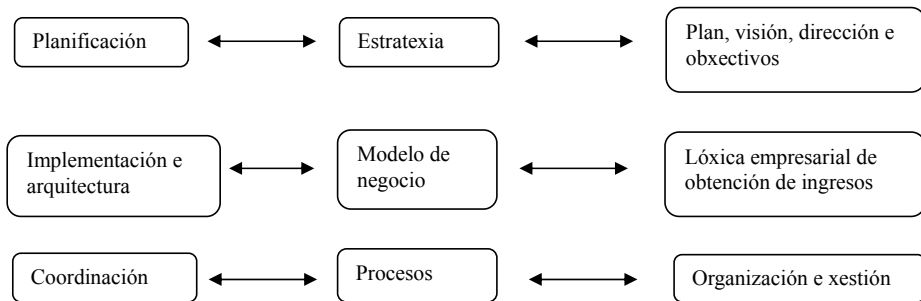 Planificación
Estratexia
Plan, visión, dirección e
obxectivos
Implementación e
arquitectura
Modelo de
negocio
Lóxica empresarial de
obtención de ingresos
Coordinación
Procesos
Organización e xestión